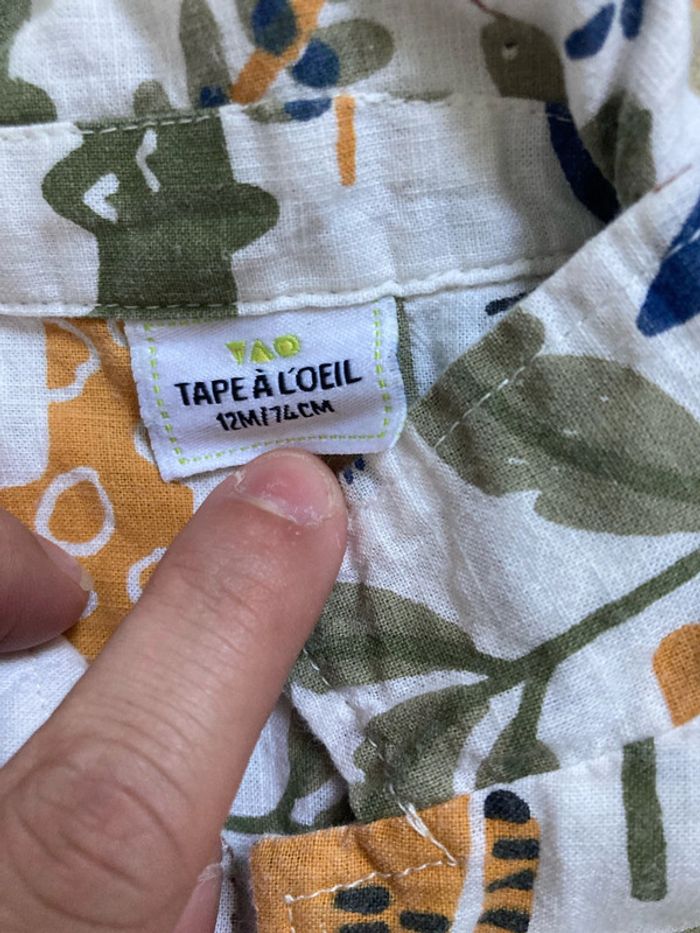 TAO
TAPE À L'OEIL
12M/74CM